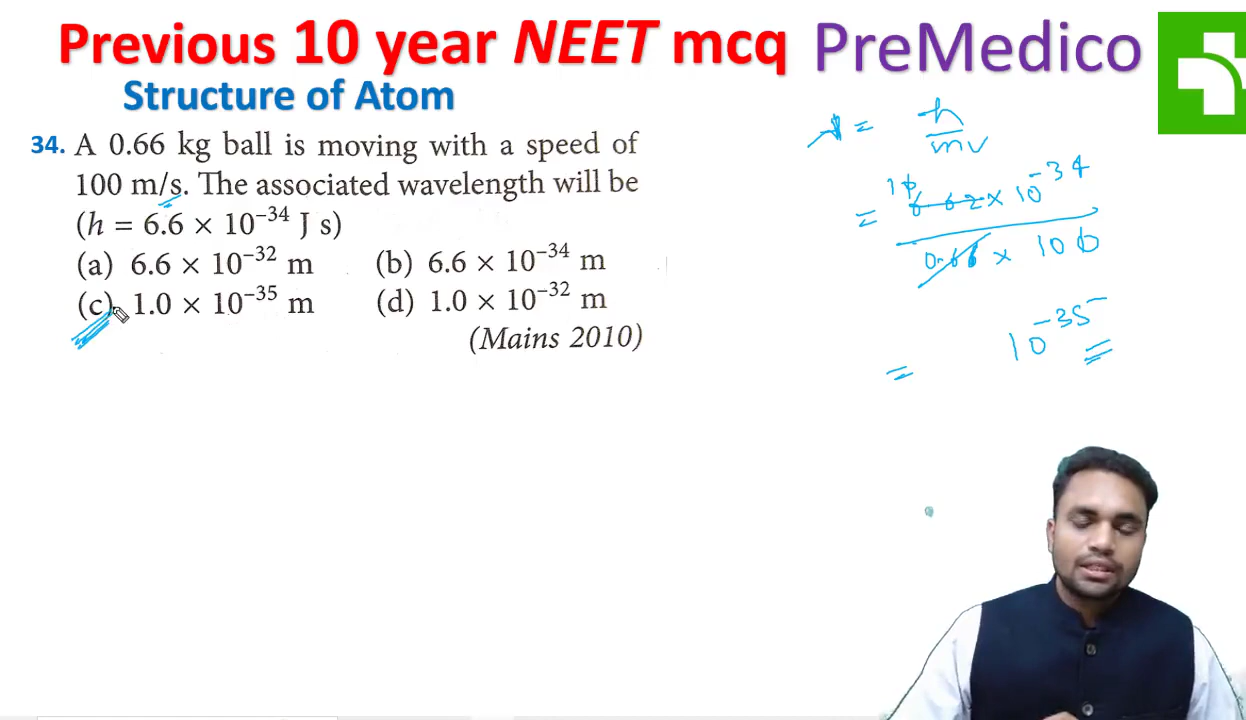 Previous 10 year NEET mcq PreMedico
Structure of Atom
34. A 0.66 kg ball is moving with a speed of
100 m/s. The associated wavelength will be
(h = 6.6 × 10⁻³⁴ J s)
(a) 6.6 × 10⁻³² m (b) 6.6 × 10⁻³⁴ m
(c) 1.0 × 10⁻³⁵ m (d) 1.0 × 10⁻³² m
(Mains 2010)
λ = h / mv
= 6.62 × 10⁻³⁴ / 0.66 × 100
= 10⁻³⁵